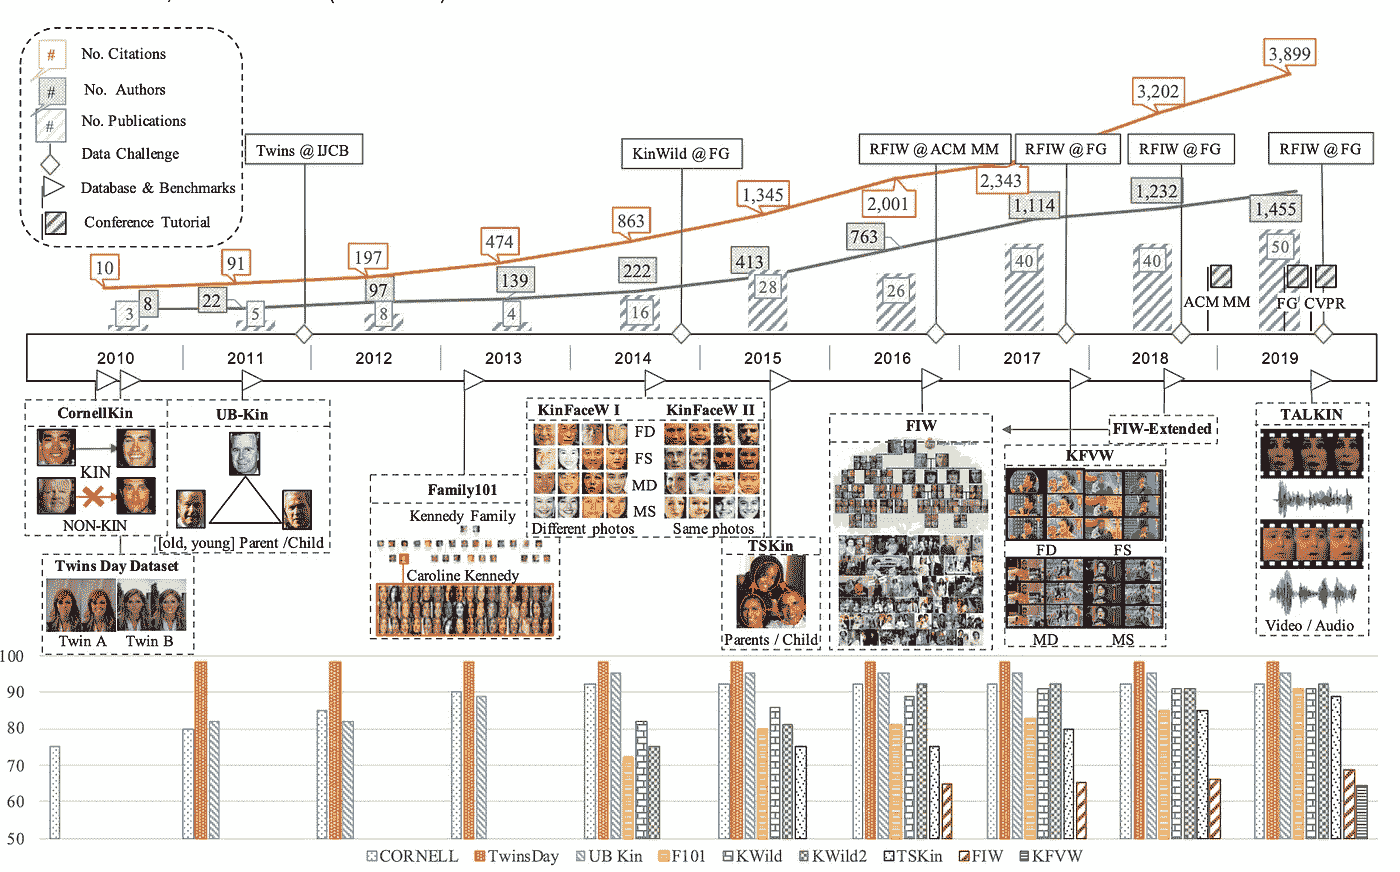 # No. Citations
# No. Authors
# No. Publications
Data Challenge
Database & Benchmarks
Conference Tutorial
Twins @ IJCB
KinWild @ FG
RFIW @ ACM MM
RFIW @ FG
RFIW @ FG
RFIW @ FG
10
91
197
474
863
1,345
2,001
2,343
3,202
3,899
8
22
97
139
222
413
763
1,114
1,232
1,455
3
5
8
4
16
28
26
40
40
50
ACM MM
FG
CVPR
2010 2011 2012 2013 2014 2015 2016 2017 2018 2019
CornellKin
KIN
NON-KIN
Twins Day Dataset
Twin A Twin B
UB-Kin
[old, young] Parent /Child
Family101
Kennedy Family
Caroline Kennedy
KinFaceW I KinFaceW II
FD
FS
MD
MS
Different photos Same photos
TSKin
Parents / Child
FIW
FIW-Extended
KFVW
FD FS
MD MS
TALKIN
Video / Audio
100
90
80
70
60
50
CORNELL TwinsDay UB Kin F101 KWild KWild2 TSKin FIW KFVW